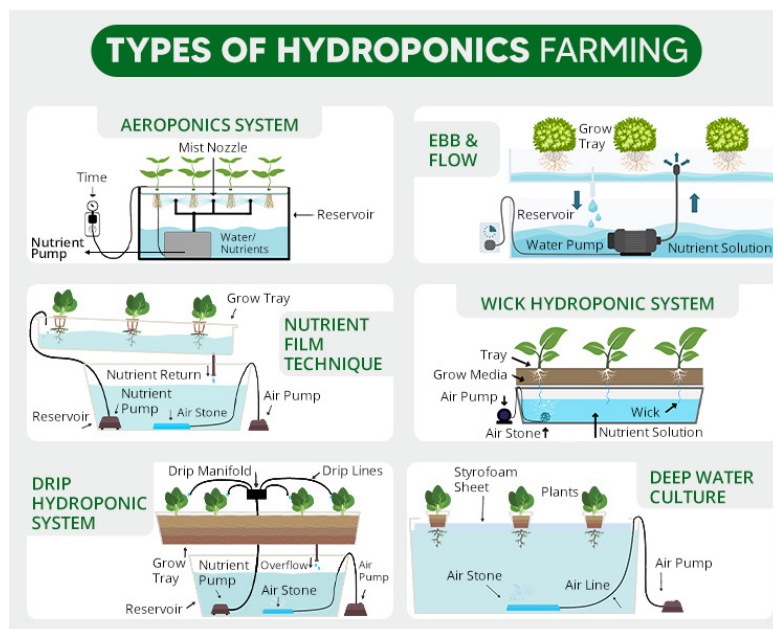 TYPES OF HYDROPONICS FARMING
AEROPONICS SYSTEM
Mist Nozzle
Time
Reservoir
Nutrient
Pump
Water/
Nutrients
EBB &
FLOW
Grow
Tray
Reservoir
Water Pump
Nutrient Solution
Grow Tray
NUTRIENT
FILM
TECHNIQUE
Nutrient Return
Nutrient
Pump
Air Pump
Reservoir
Air Stone
WICK HYDROPONIC SYSTEM
Tray
Grow Media
Air Pump
Wick
Air Stone
Nutrient Solution
DRIP
HYDROPONIC
SYSTEM
Drip Manifold
Drip Lines
Grow
Tray
Nutrient
Pump
Overflow
Air
Pump
Reservoir
Air Stone
DEEP WATER
CULTURE
Styrofoam
Sheet
Plants
Air Stone
Air Line
Air Pump